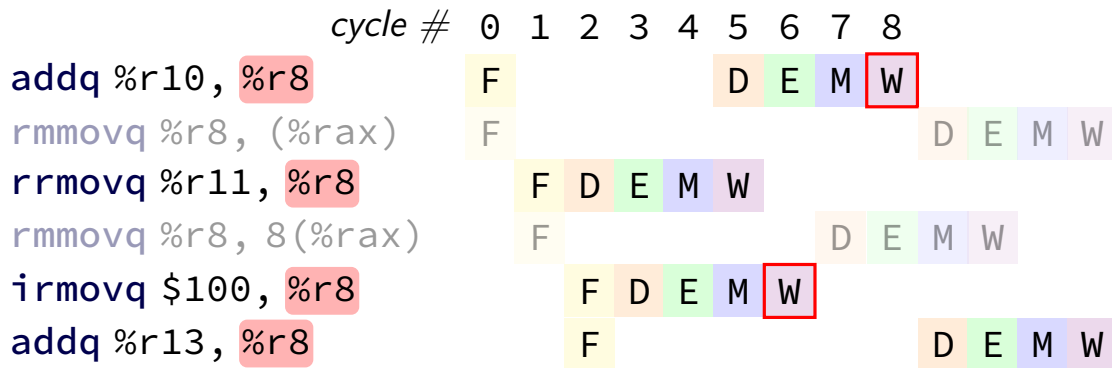 cycle # 0 1 2 3 4 5 6 7 8
addq %r10, %r8 F D E M W
rmmovq %r8, (%rax) F D E M W
rrmovq %r11, %r8 F D E M W
rmmovq %r8, 8(%rax) F D E M W
irmovq $100, %r8 F D E M W
addq %r13, %r8 F D E M W